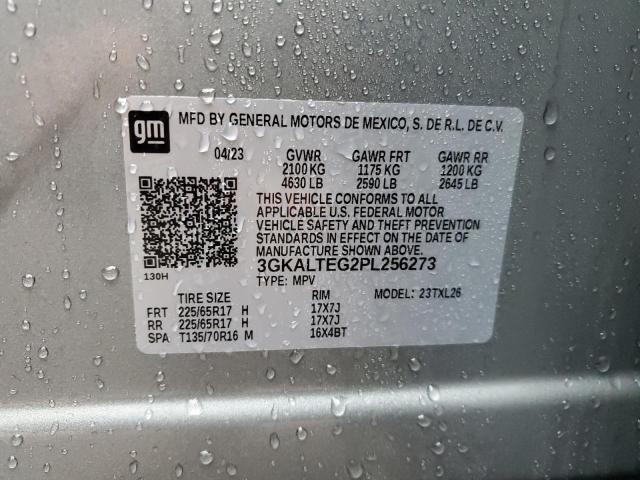 gm
MFD BY GENERAL MOTORS DE MEXICO, S. DE R.L. DE C.V.
04/23 GVWR GAWR FRT GAWR RR
2100 KG 1175 KG 1200 KG
4630 LB 2590 LB 2645 LB
THIS VEHICLE CONFORMS TO ALL
APPLICABLE U.S. FEDERAL MOTOR
VEHICLE SAFETY AND THEFT PREVENTION
STANDARDS IN EFFECT ON THE DATE OF
MANUFACTURE SHOWN ABOVE.
3GKALTEG2PL256273
130H
TYPE: MPV MODEL: 23TXL26
TIRE SIZE RIM
FRT 225/65R17 H 17X7J
RR 225/65R17 H 17X7J
SPA T135/70R16 M 16X4BT